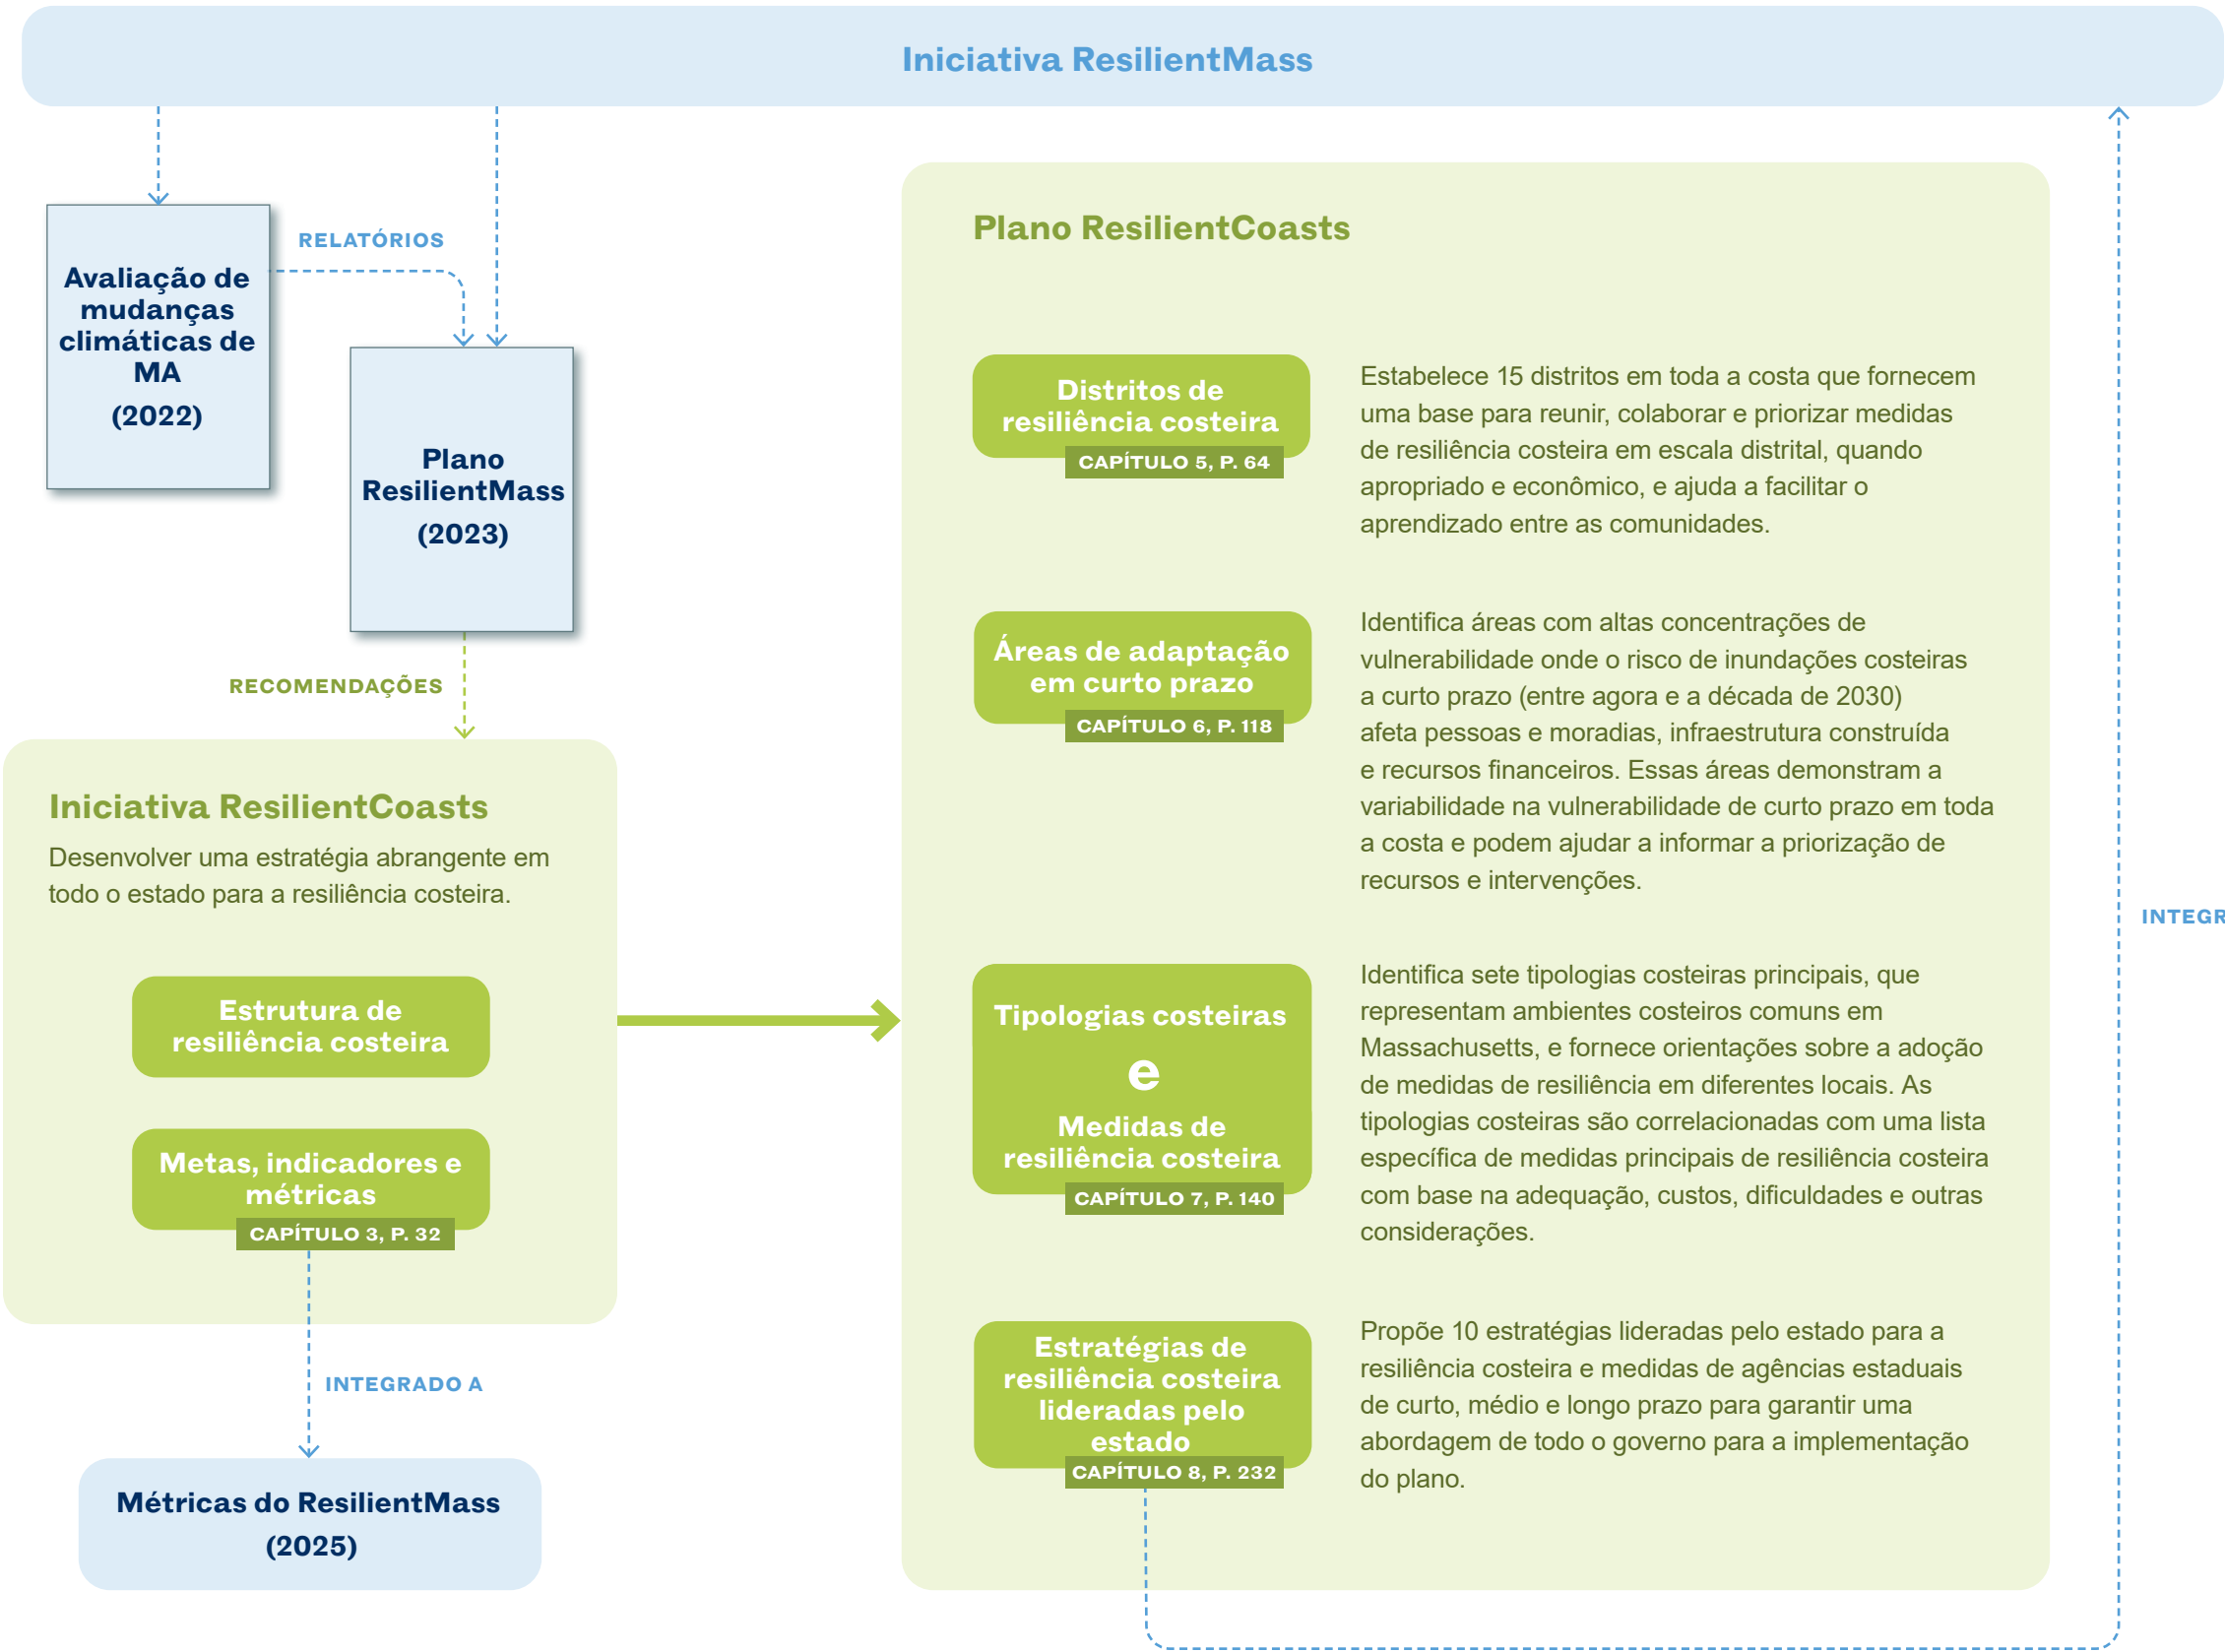 Iniciativa ResilientMass
RELATÓRIOS
Avaliação de
mudanças
climáticas de
MA
(2022)
Plano
ResilientMass
(2023)
RECOMENDAÇÕES
Iniciativa ResilientCoasts
Desenvolver uma estratégia abrangente em
todo o estado para a resiliência costeira.
Estrutura de
resiliência costeira
Metas, indicadores e
métricas
CAPÍTULO 3, P. 32
INTEGRADO A
Métricas do ResilientMass
(2025)
Plano ResilientCoasts
Distritos de
resiliência costeira
CAPÍTULO 5, P. 64
Estabelece 15 distritos em toda a costa que fornecem
uma base para reunir, colaborar e priorizar medidas
de resiliência costeira em escala distrital, quando
apropriado e econômico, e ajuda a facilitar o
aprendizado entre as comunidades.
Áreas de adaptação
em curto prazo
CAPÍTULO 6, P. 118
Identifica áreas com altas concentrações de
vulnerabilidade onde o risco de inundações costeiras
a curto prazo (entre agora e a década de 2030)
afeta pessoas e moradias, infraestrutura construída
e recursos financeiros. Essas áreas demonstram a
variabilidade na vulnerabilidade de curto prazo em toda
a costa e podem ajudar a informar a priorização de
recursos e intervenções.
Tipologias costeiras
e
Medidas de
resiliência costeira
CAPÍTULO 7, P. 140
Identifica sete tipologias costeiras principais, que
representam ambientes costeiros comuns em
Massachusetts, e fornece orientações sobre a adoção
de medidas de resiliência em diferentes locais. As
tipologias costeiras são correlacionadas com uma lista
específica de medidas principais de resiliência costeira
com base na adequação, custos, dificuldades e outras
considerações.
Estratégias de
resiliência costeira
lideradas pelo
estado
CAPÍTULO 8, P. 232
Propõe 10 estratégias lideradas pelo estado para a
resiliência costeira e medidas de agências estaduais
de curto, médio e longo prazo para garantir uma
abordagem de todo o governo para a implementação
do plano.